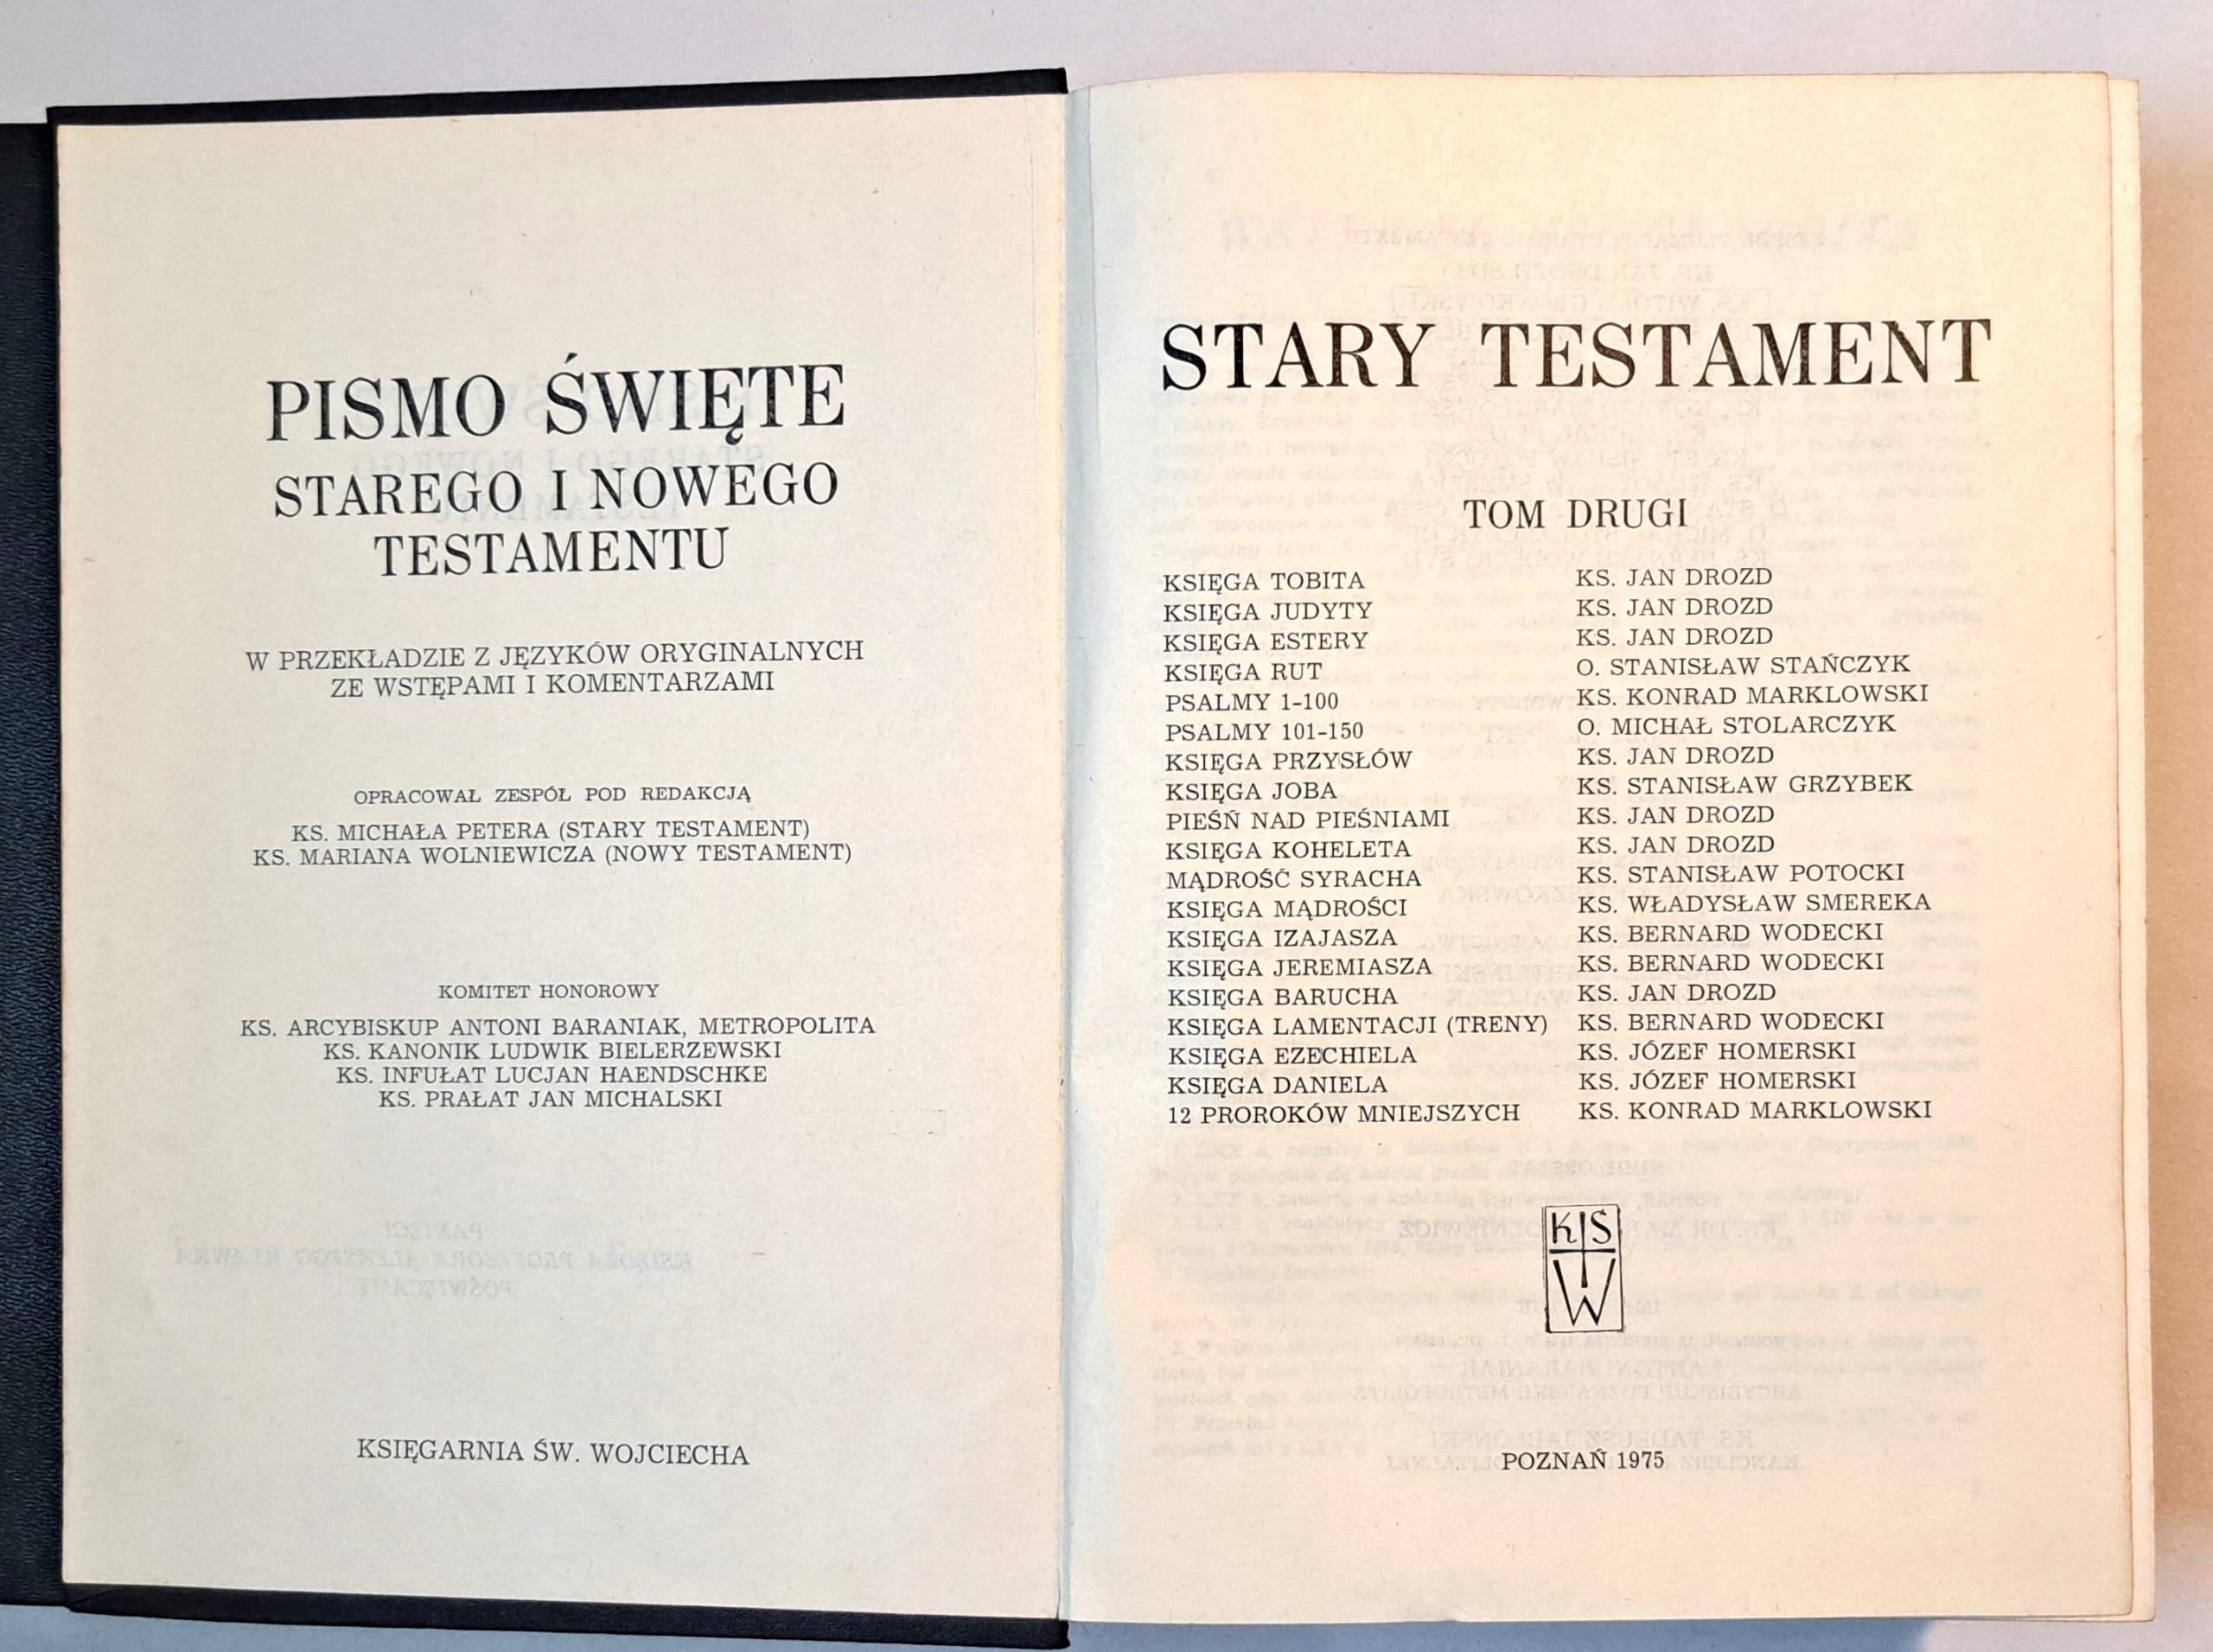 PISMO ŚWIĘTE
STAREGO I NOWEGO
TESTAMENTU
W PRZEKŁADZIE Z JĘZYKÓW ORYGINALNYCH
ZE WSTĘPAMI I KOMENTARZAMI
OPRACOWAŁ ZESPÓŁ POD REDAKCJĄ
KS. MICHAŁA PETERA (STARY TESTAMENT)
KS. MARIANA WOLNIEWICZA (NOWY TESTAMENT)
KOMITET HONOROWY
KS. ARCYBISKUP ANTONI BARANIAK, METROPOLITA
KS. KANONIK LUDWIK BIELERZEWSKI
KS. INFUŁAT LUCJAN HAENDSCHKE
KS. PRAŁAT JAN MICHALSKI
KSIĘGARNIA ŚW. WOJCIECHA
STARY TESTAMENT
TOM DRUGI
KSIĘGA TOBITA KS. JAN DROZD
KSIĘGA JUDYTY KS. JAN DROZD
KSIĘGA ESTERY KS. JAN DROZD
KSIĘGA RUT O. STANISŁAW STAŃCZYK
PSALMY 1-100 KS. KONRAD MARKLOWSKI
PSALMY 101-150 O. MICHAŁ STOLARCZYK
KSIĘGA PRZYSŁÓW KS. JAN DROZD
KSIĘGA JOBA KS. STANISŁAW GRZYBEK
PIEŚŃ NAD PIEŚNIAMI KS. JAN DROZD
KSIĘGA KOHELETA KS. JAN DROZD
MĄDROŚĆ SYRACHA KS. STANISŁAW POTOCKI
KSIĘGA MĄDROŚCI KS. WŁADYSŁAW SMEREKA
KSIĘGA IZAJASZA KS. BERNARD WODECKI
KSIĘGA JEREMIASZA KS. BERNARD WODECKI
KSIĘGA BARUCHA KS. JAN DROZD
KSIĘGA LAMENTACJI (TRENY) KS. BERNARD WODECKI
KSIĘGA EZECHIELA KS. JÓZEF HOMERSKI
KSIĘGA DANIELA KS. JÓZEF HOMERSKI
12 PROROKÓW MNIEJSZYCH KS. KONRAD MARKLOWSKI
KS
W
POZNAŃ 1975